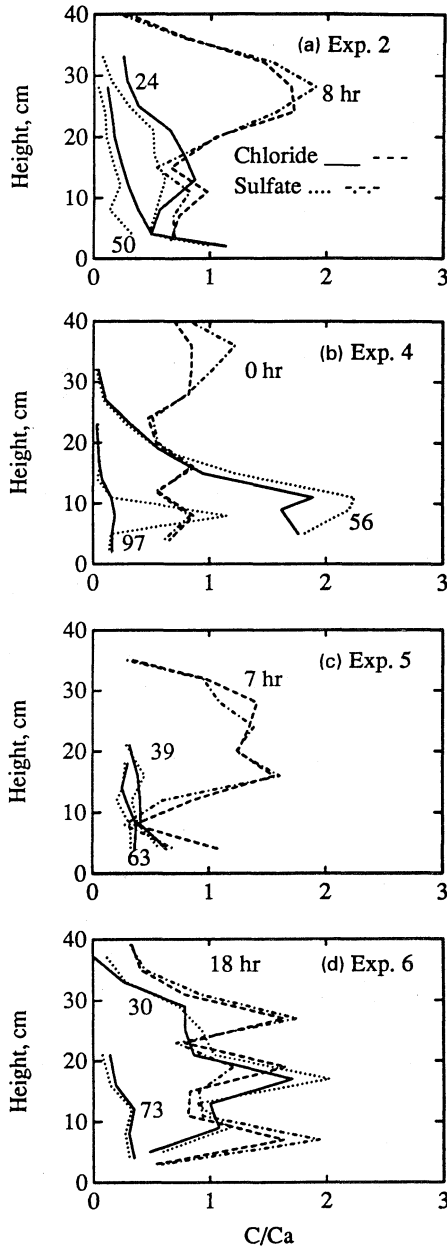 40
(a) Exp. 2
30
24
8 hr
20
Chloride
Sulfate
10
50
0
0
1
2
3
Height, cm
40
(b) Exp. 4
30
0 hr
20
10
56
97
0
0
1
2
3
Height, cm
40
(c) Exp. 5
7 hr
30
39
20
10
63
0
0
1
2
3
Height, cm
40
18 hr
(d) Exp. 6
30
30
20
10
73
0
0
1
2
3
Height, cm
C/Ca